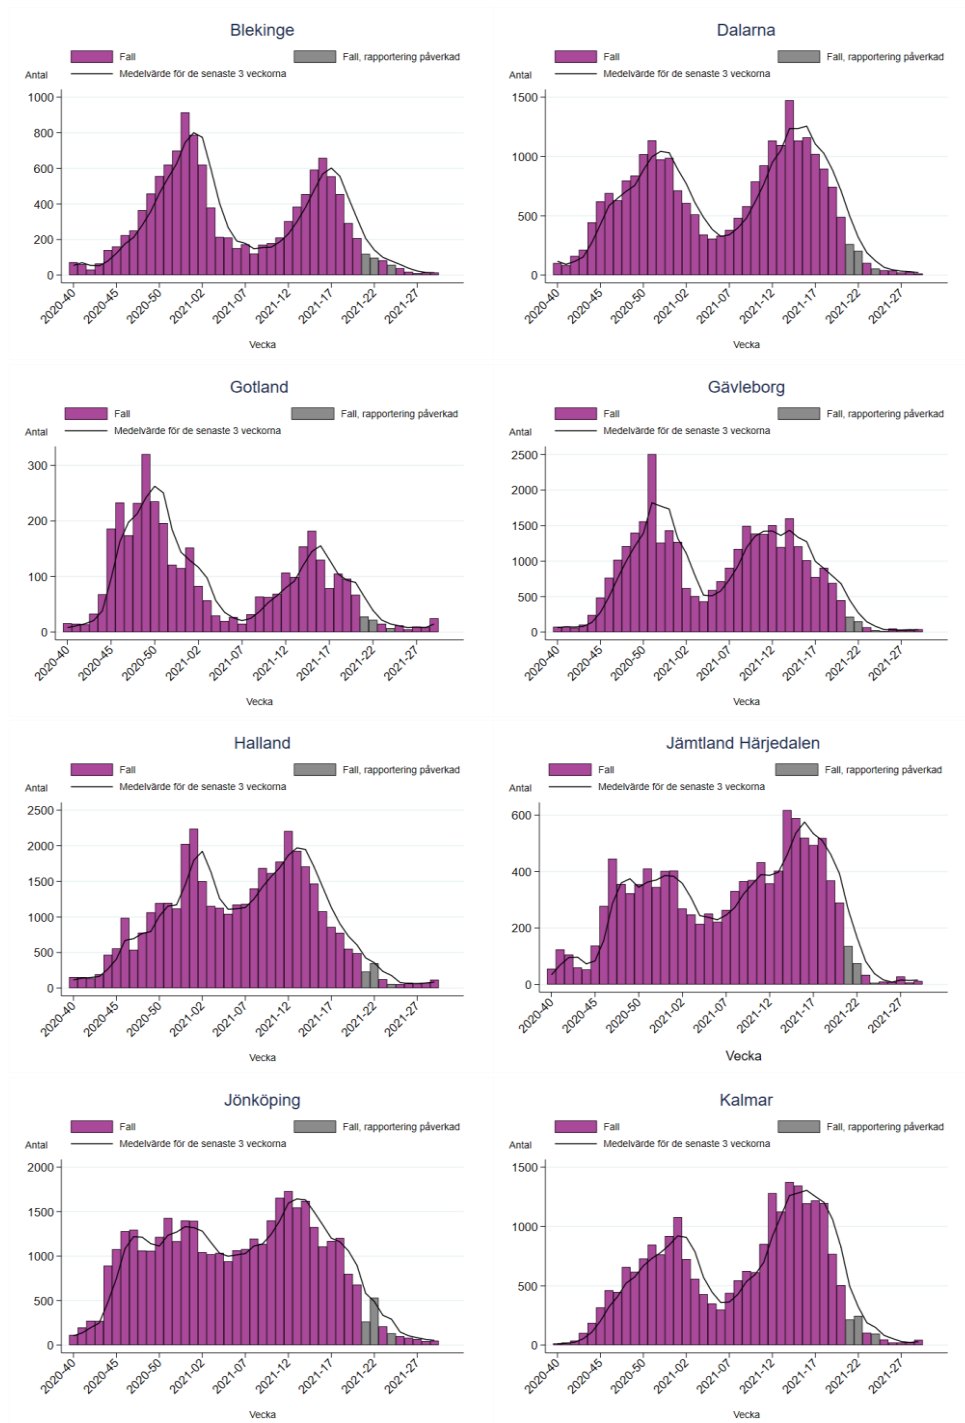 Blekinge
Fall
Fall, rapportering påverkad
Antal
Medelvärde för de senaste 3 veckorna
1000
800
600
400
200
0
2020-40
2020-45
2020-50
2021-02
2021-07
2021-12
2021-17
2021-22
2021-27
Vecka
Dalarna
Fall
Fall, rapportering påverkad
Antal
Medelvärde för de senaste 3 veckorna
1500
1000
500
0
2020-40
2020-45
2020-50
2021-02
2021-07
2021-12
2021-17
2021-22
2021-27
Vecka
Gotland
Fall
Fall, rapportering påverkad
Antal
Medelvärde för de senaste 3 veckorna
300
200
100
0
2020-40
2020-45
2020-50
2021-02
2021-07
2021-12
2021-17
2021-22
2021-27
Vecka
Gävleborg
Fall
Fall, rapportering påverkad
Antal
Medelvärde för de senaste 3 veckorna
2500
2000
1500
1000
500
0
2020-40
2020-45
2020-50
2021-02
2021-07
2021-12
2021-17
2021-22
2021-27
Vecka
Halland
Fall
Fall, rapportering påverkad
Antal
Medelvärde för de senaste 3 veckorna
2500
2000
1500
1000
500
0
2020-40
2020-45
2020-50
2021-02
2021-07
2021-12
2021-17
2021-22
2021-27
Vecka
Jämtland Härjedalen
Fall
Fall, rapportering påverkad
Antal
Medelvärde för de senaste 3 veckorna
600
400
200
0
2020-40
2020-45
2020-50
2021-02
2021-07
2021-12
2021-17
2021-22
2021-27
Vecka
Jönköping
Fall
Fall, rapportering påverkad
Antal
Medelvärde för de senaste 3 veckorna
2000
1500
1000
500
0
2020-40
2020-45
2020-50
2021-02
2021-07
2021-12
2021-17
2021-22
2021-27
Vecka
Kalmar
Fall
Fall, rapportering påverkad
Antal
Medelvärde för de senaste 3 veckorna
1500
1000
500
0
2020-40
2020-45
2020-50
2021-02
2021-07
2021-12
2021-17
2021-22
2021-27
Vecka